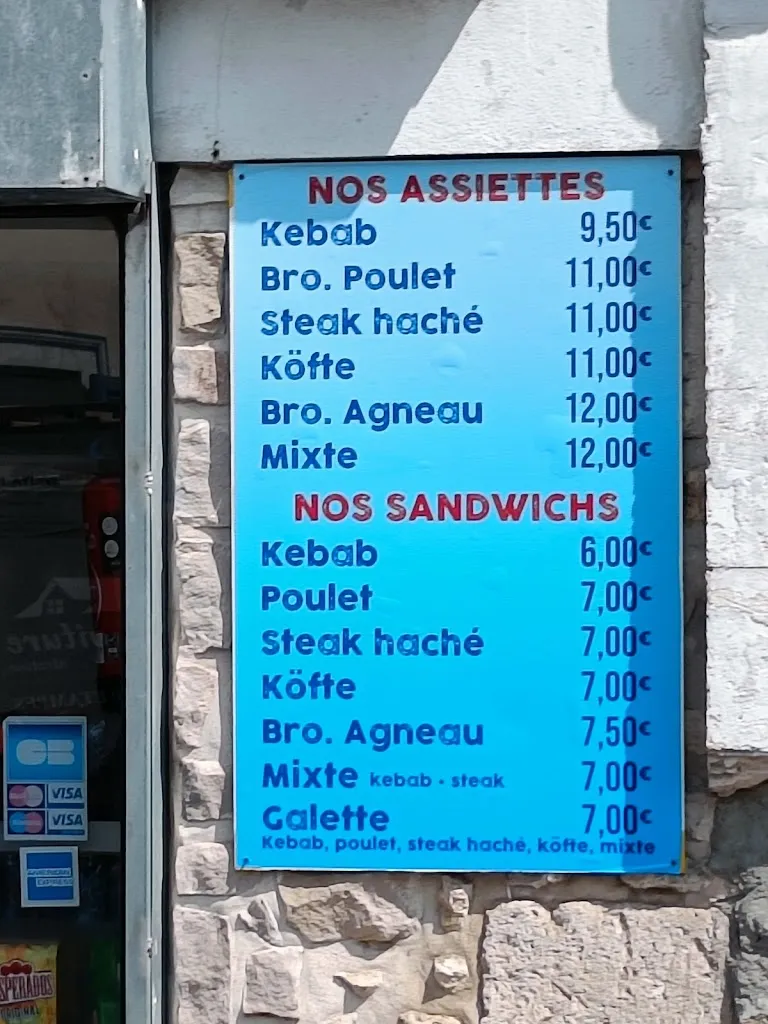 NOS ASSIETTES
Kebab 9,50€
Bro. Poulet 11,00€
Steak haché 11,00€
Köfte 11,00€
Bro. Agneau 12,00€
Mixte 12,00€
NOS SANDWICHS
Kebab 6,00€
Poulet 7,00€
Steak haché 7,00€
Köfte 7,00€
Bro. Agneau 7,50€
Mixte kebab - steak 7,00€
Galette 7,00€
Kebab, poulet, steak haché, köfte, mixte
CB
VISA
VISA
AMERICAN
EXPRESS